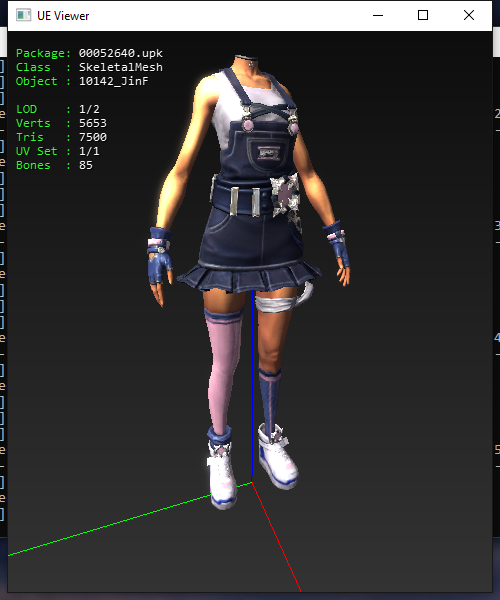 UE Viewer
Package: 00052640.upk
Class : SkeletalMesh
Object : 10142_JinF
LOD : 1/2
Verts : 5653
Tris : 7500
UV Set : 1/1
Bones : 85